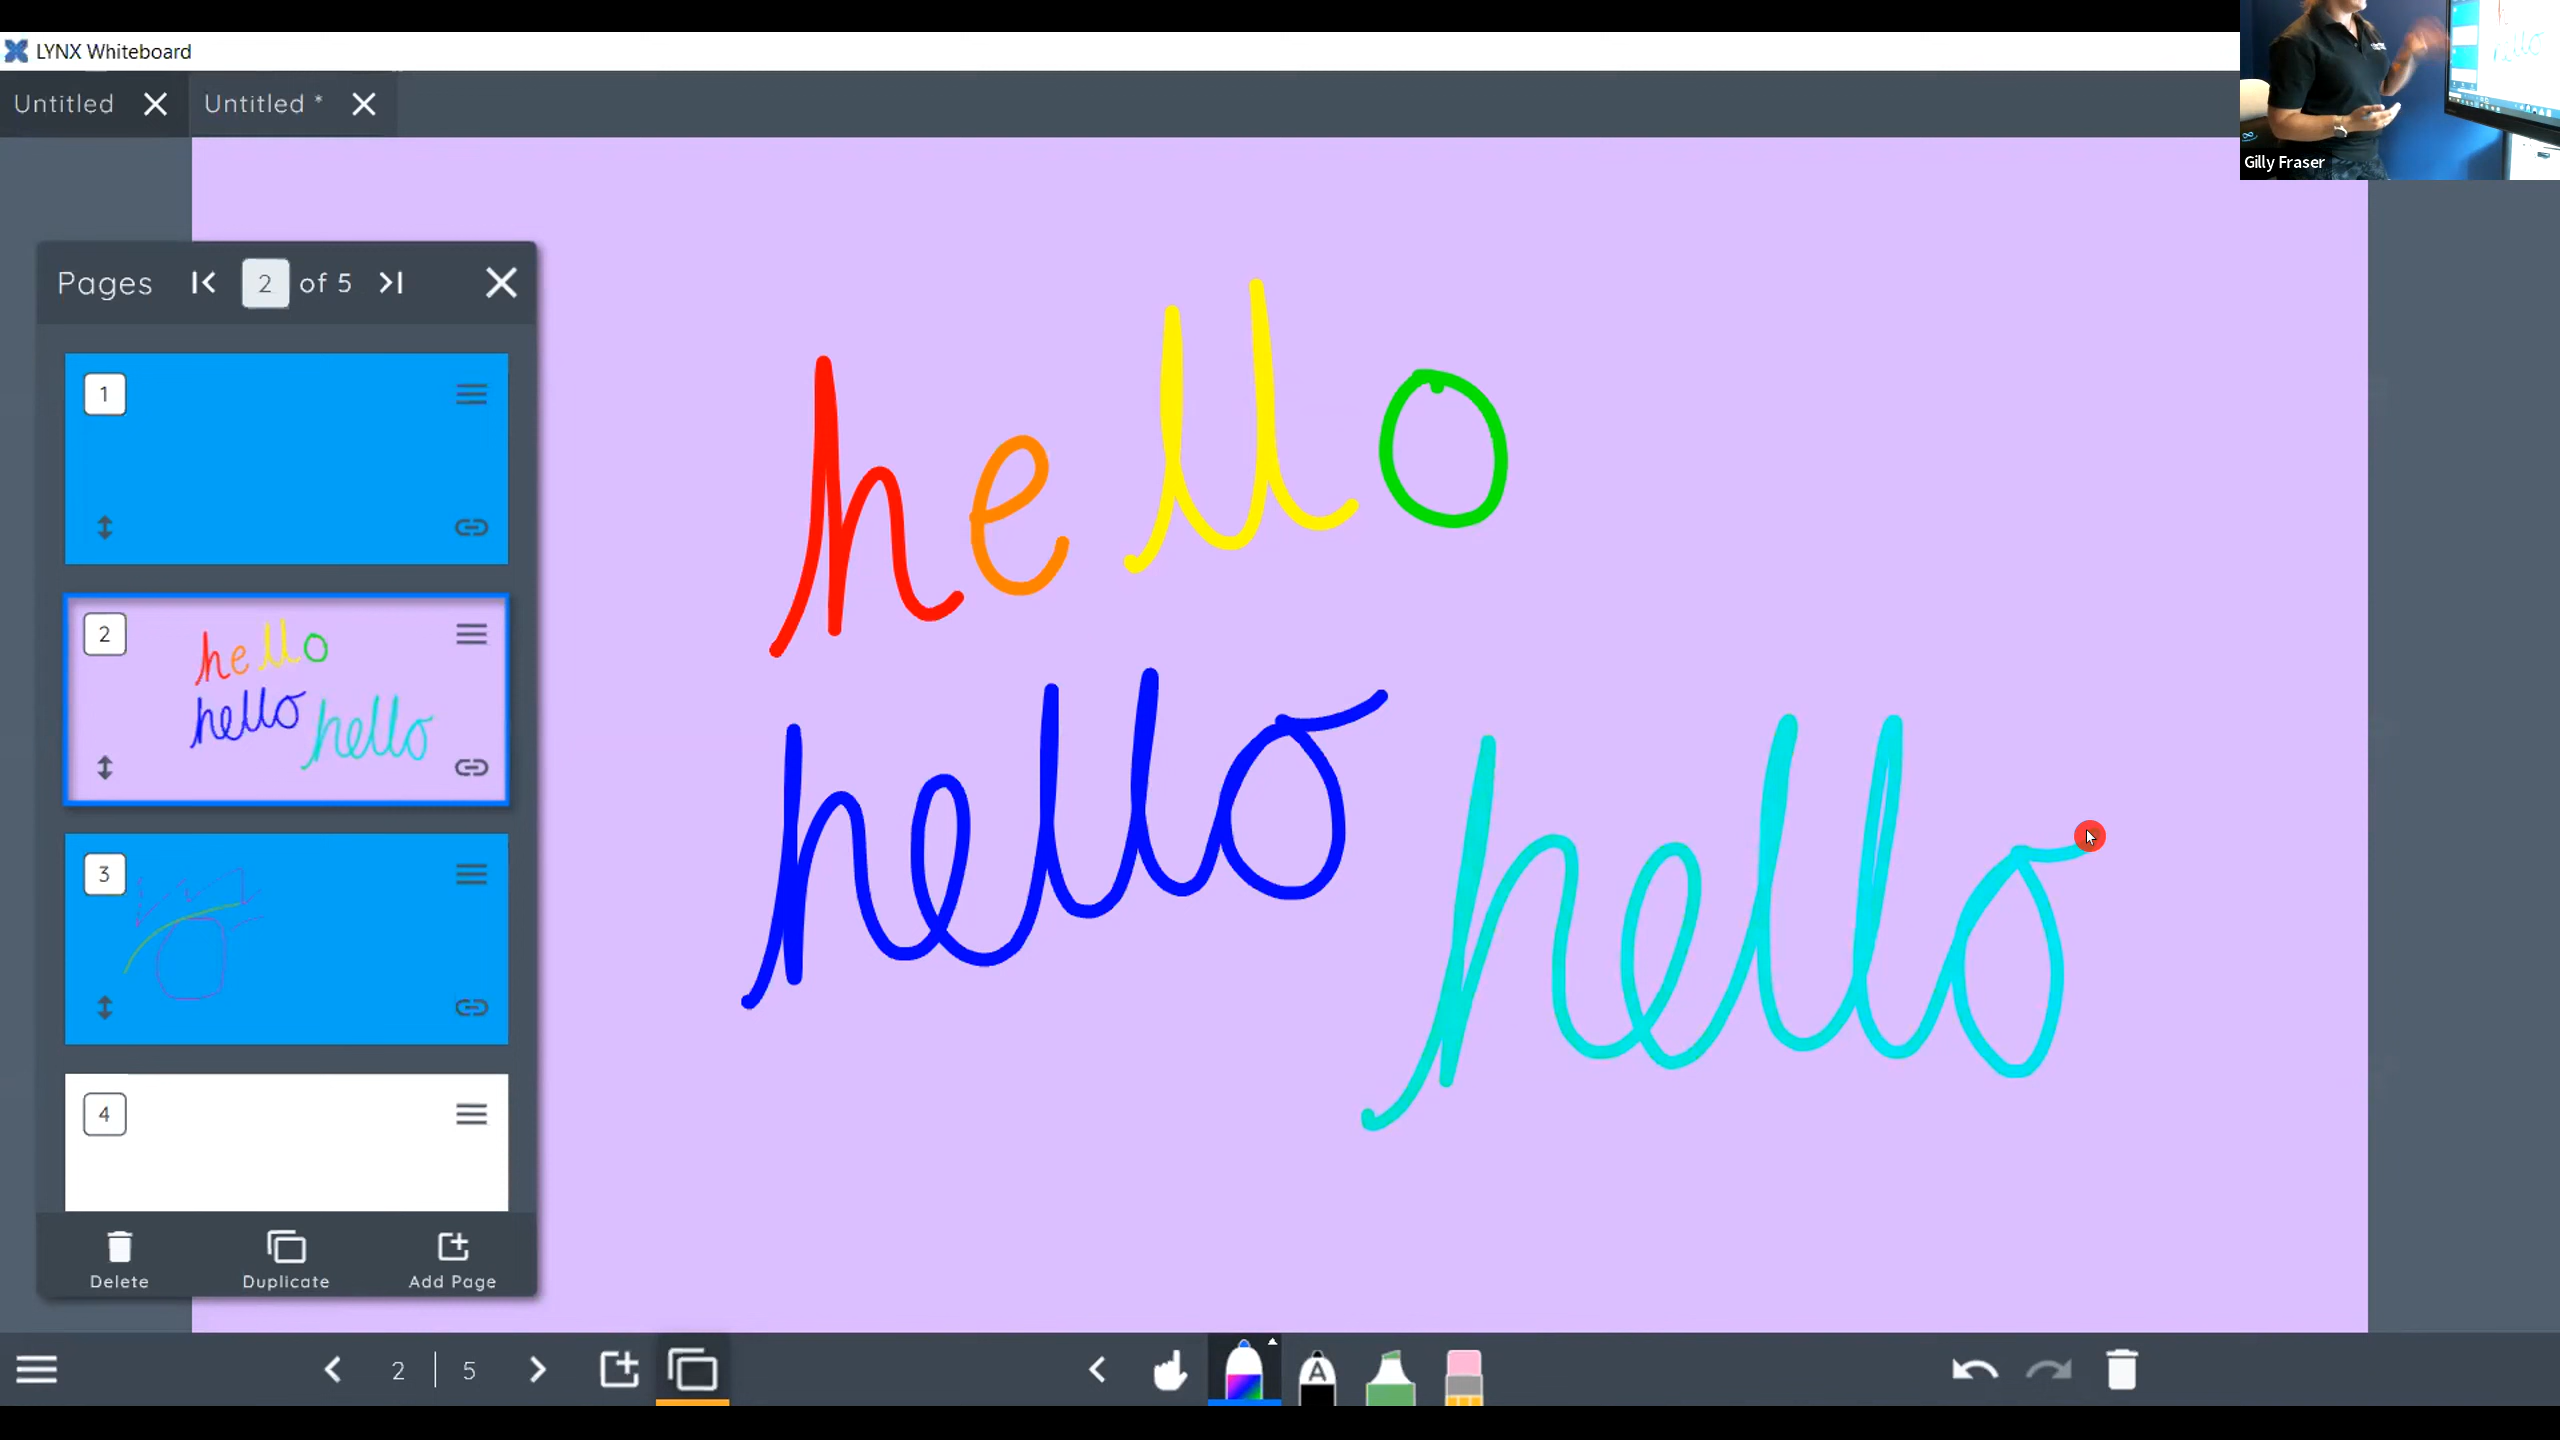 LYNX Whiteboard
Untitled
Untitled *
Gilly Fraser
Pages 2 of 5
1
2
hello
hello hello
3
4
Delete Duplicate Add Page
hello
hello
hello
2 | 5
A